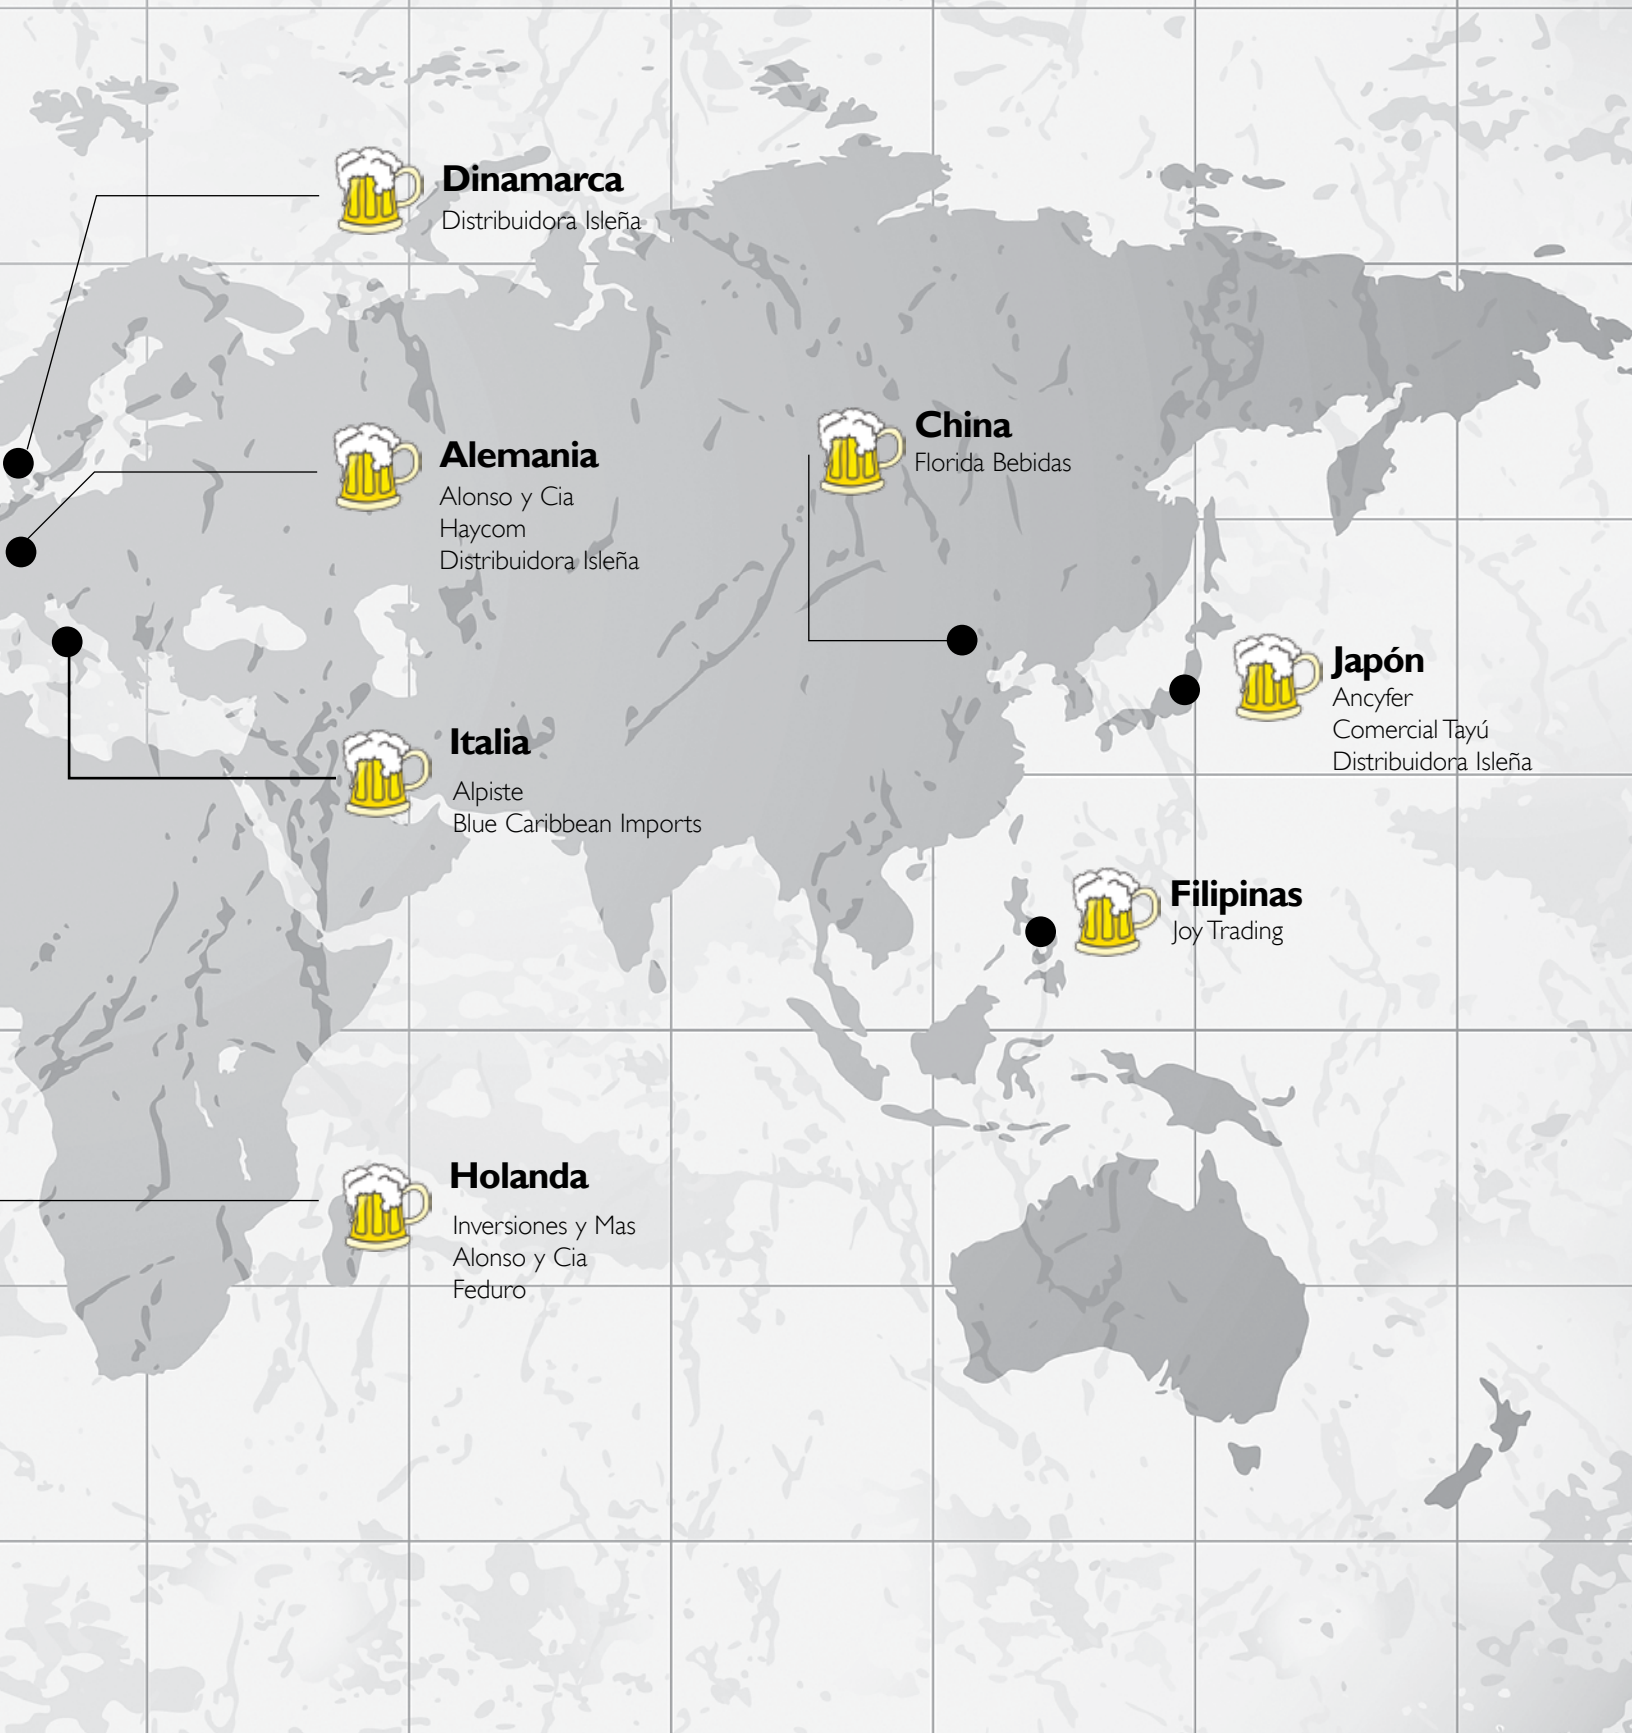 Dinamarca
Distribuidora Isleña
Alemania
Alonso y Cia
Haycom
Distribuidora Isleña
China
Florida Bebidas
Japón
Ancyfer
Comercial Tayú
Distribuidora Isleña
Italia
Alpiste
Blue Caribbean Imports
Filipinas
Joy Trading
Holanda
Inversiones y Mas
Alonso y Cia
Feduro